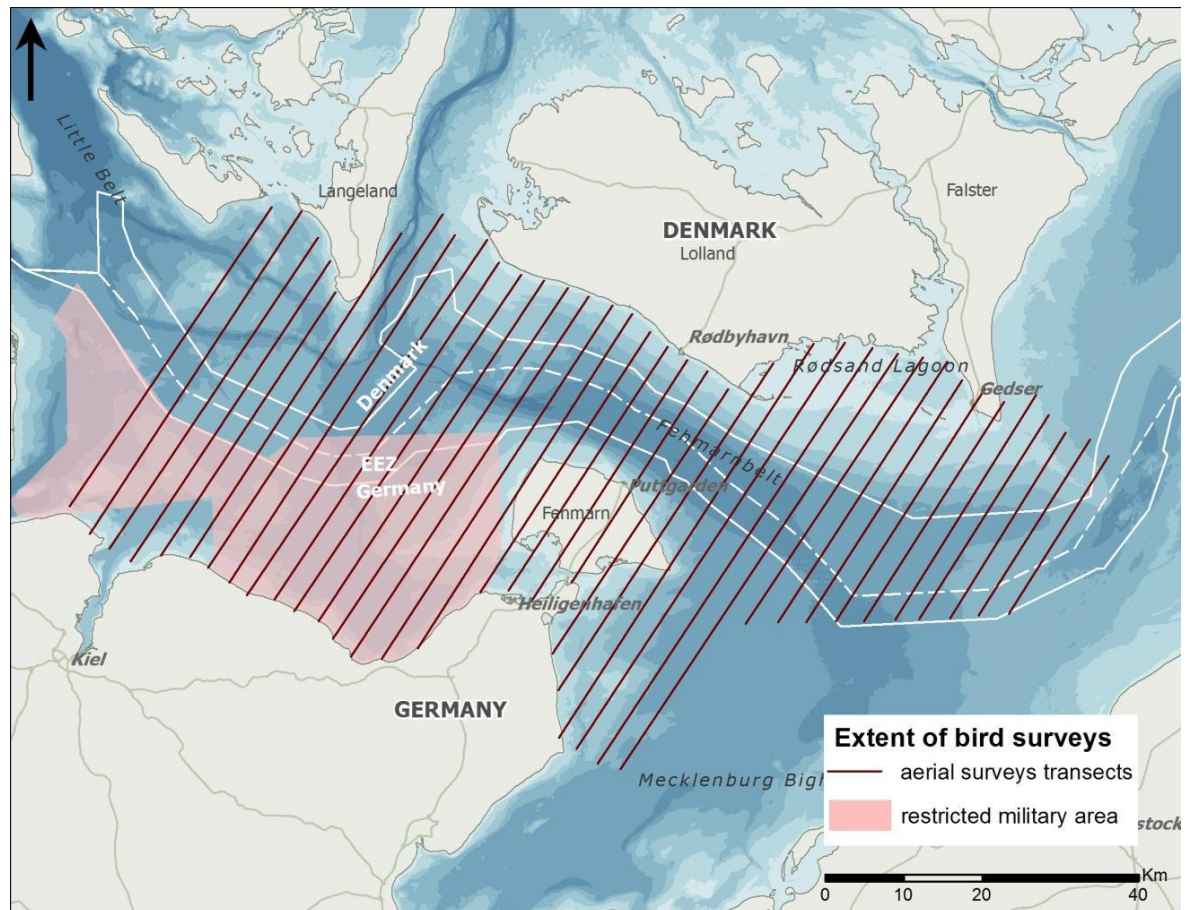 Little Belt
Langeland
Falster
DENMARK
Lolland
Rødbyhavn
Rødsand Lagoon
Gedser
Denmark
Fehmarnbelt
EEZ
Germany
Puttgarden
Fehmarn
Heiligenhafen
Kiel
GERMANY
Mecklenburg Bigh
Extent of bird surveys
aerial surveys transects
restricted military area
stock
Km
0 10 20 40